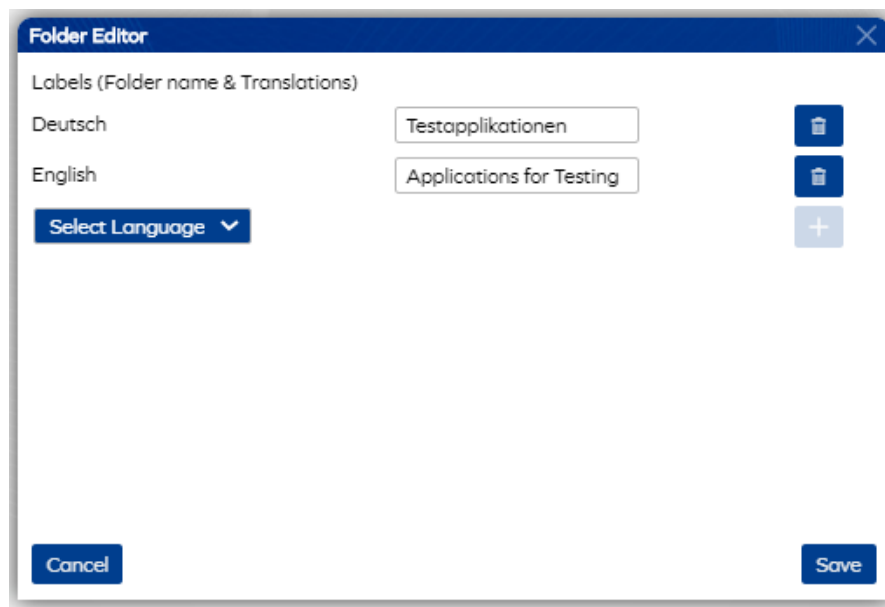 Folder Editor
Labels (Folder name & Translations)
Deutsch Testapplikationen
English Applications for Testing
Select Language
Cancel Save